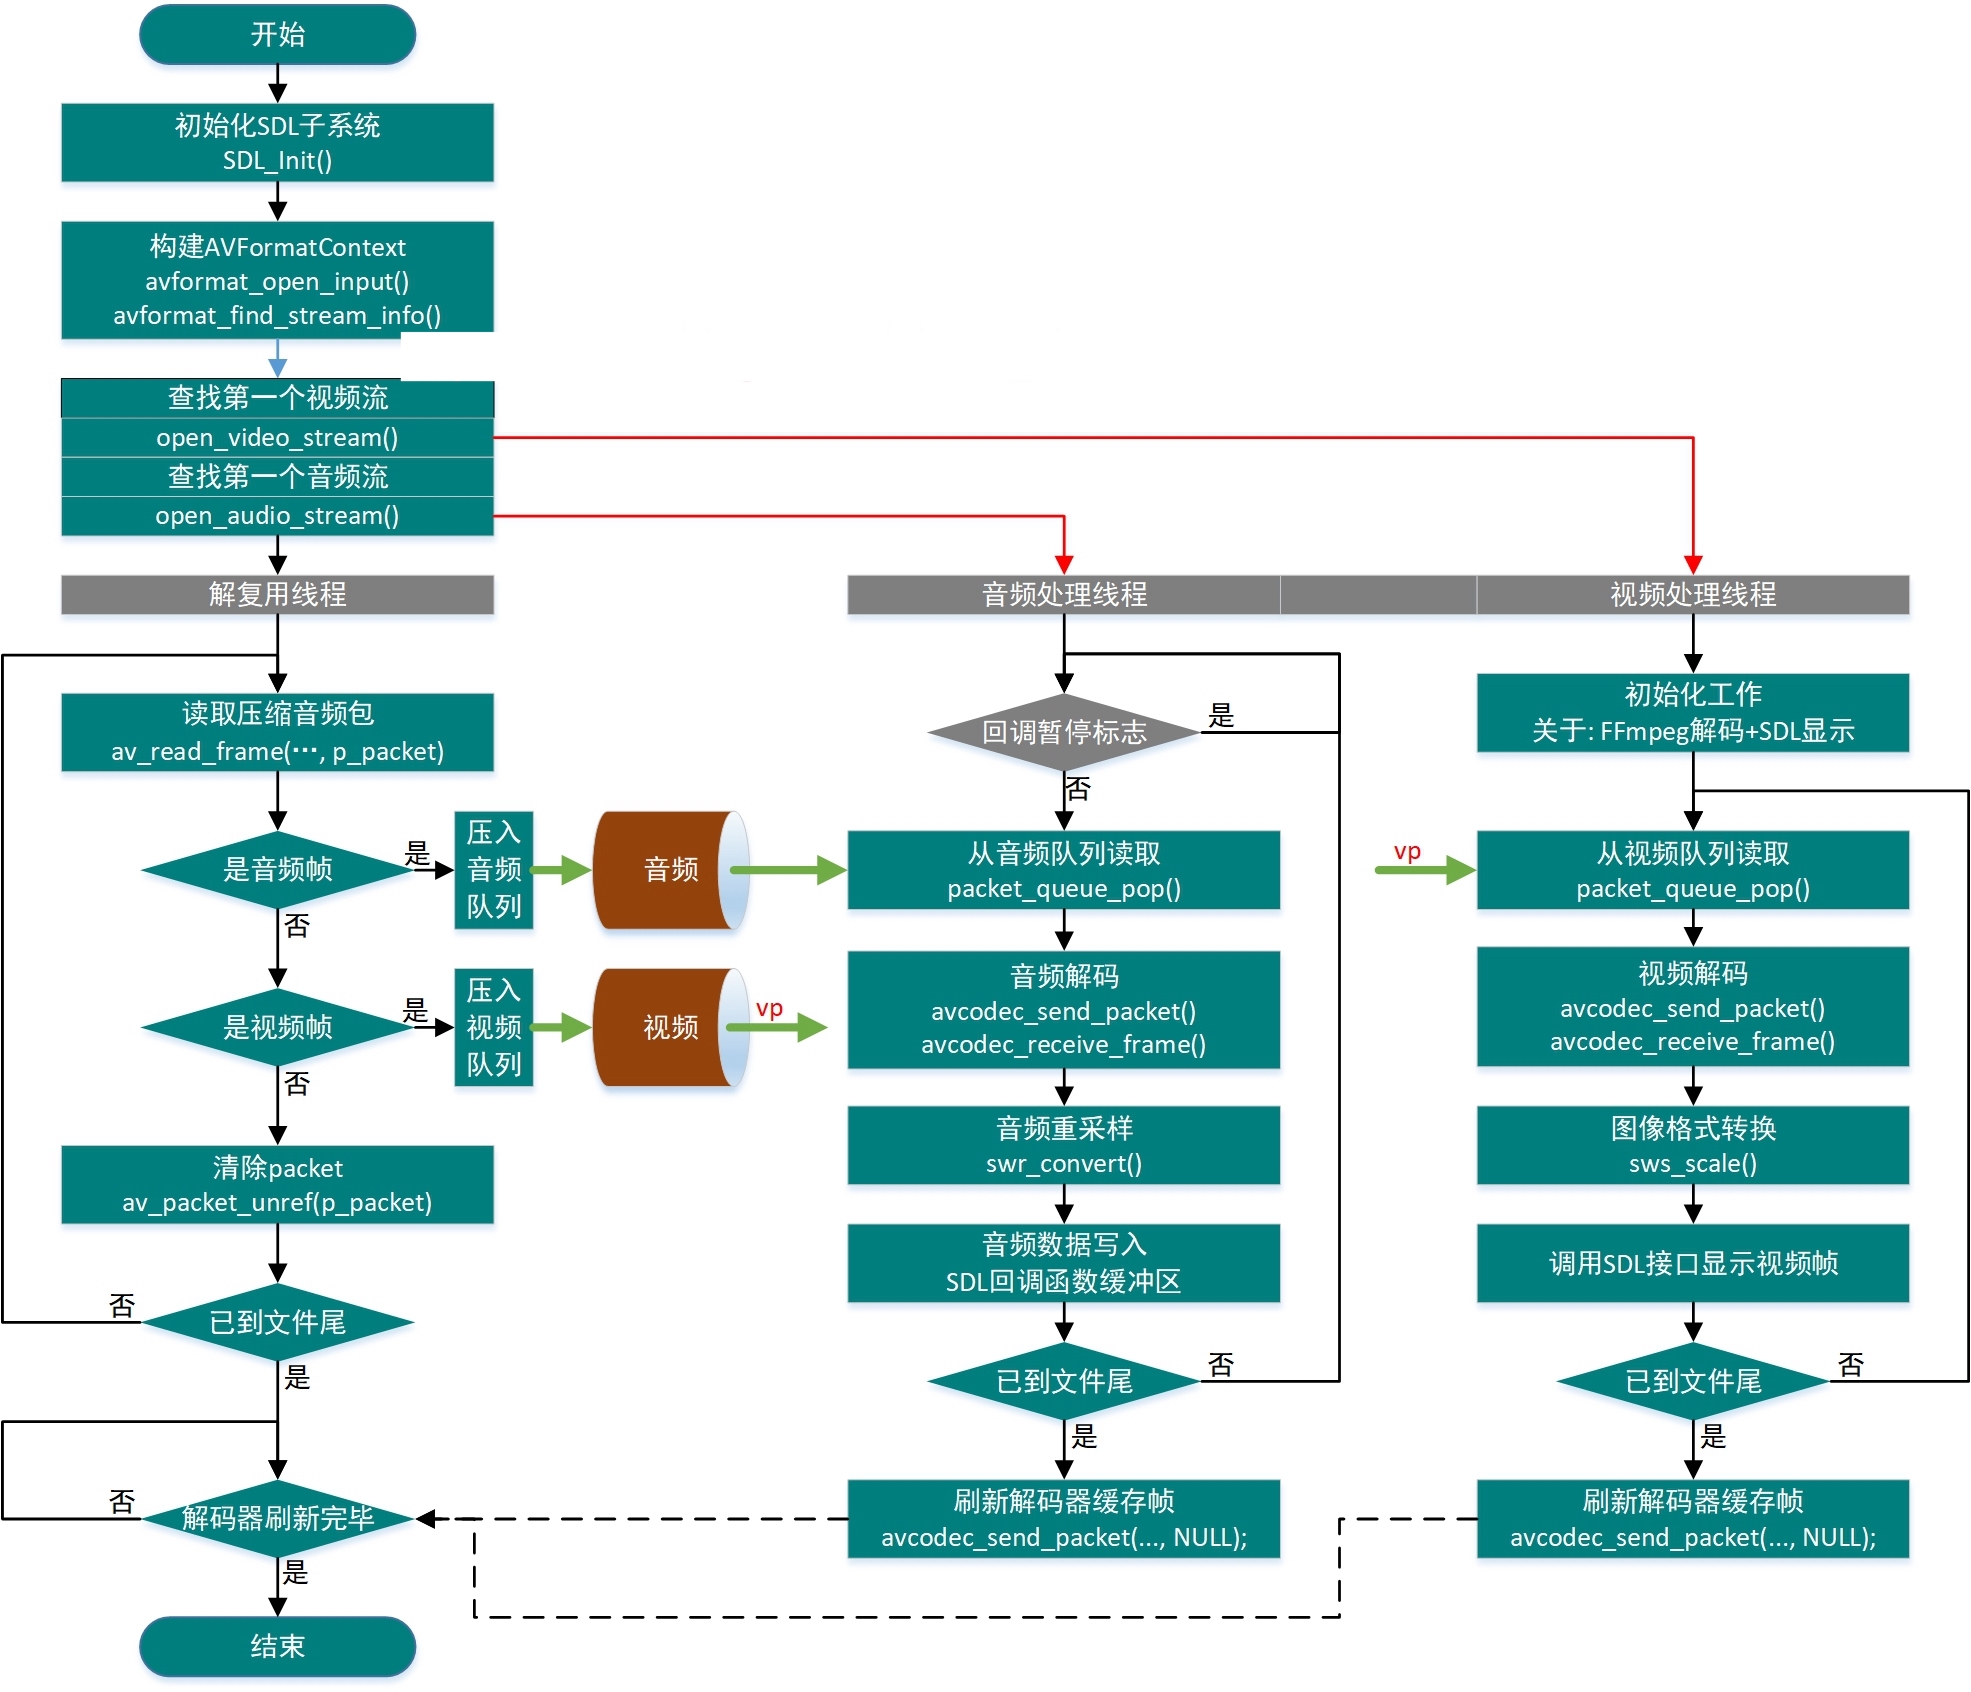 开始
初始化SDL子系统
SDL_Init()
构建AVFormatContext
avformat_open_input()
avformat_find_stream_info()
查找第一个视频流
open_video_stream()
查找第一个音频流
open_audio_stream()
解复用线程
读取压缩音频包
av_read_frame(···, p_packet)
是音频帧
是
否
压入
音频
队列
音频
是视频帧
是
否
压入
视频
队列
视频
vp
清除packet
av_packet_unref(p_packet)
已到文件尾
否
是
解码器刷新完毕
否
是
结束
音频处理线程
回调暂停标志
是
否
从音频队列读取
packet_queue_pop()
音频解码
avcodec_send_packet()
avcodec_receive_frame()
音频重采样
swr_convert()
音频数据写入
SDL回调函数缓冲区
已到文件尾
否
是
刷新解码器缓存帧
avcodec_send_packet(..., NULL);
视频处理线程
初始化工作
关于: FFmpeg解码+SDL显示
vp
从视频队列读取
packet_queue_pop()
视频解码
avcodec_send_packet()
avcodec_receive_frame()
图像格式转换
sws_scale()
调用SDL接口显示视频帧
已到文件尾
否
是
刷新解码器缓存帧
avcodec_send_packet(..., NULL);